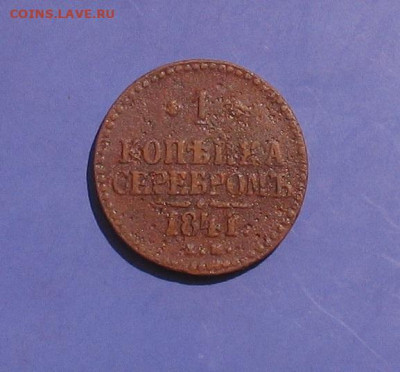 COINS.LAVE.RU
1
КОПѢЙКА
СЕРЕБРОМЪ
1841